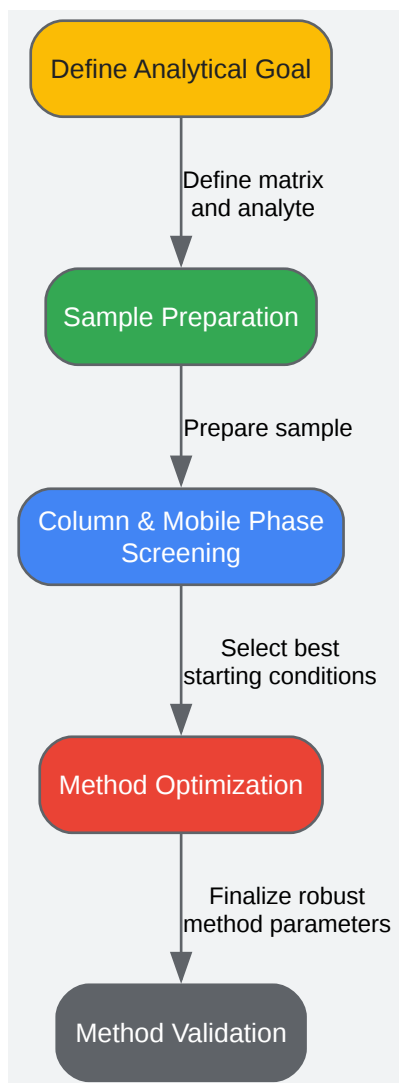 Define Analytical Goal
Define matrix
and analyte
Sample Preparation
Prepare sample
Column & Mobile Phase
Screening
Select best
starting conditions
Method Optimization
Finalize robust
method parameters
Method Validation